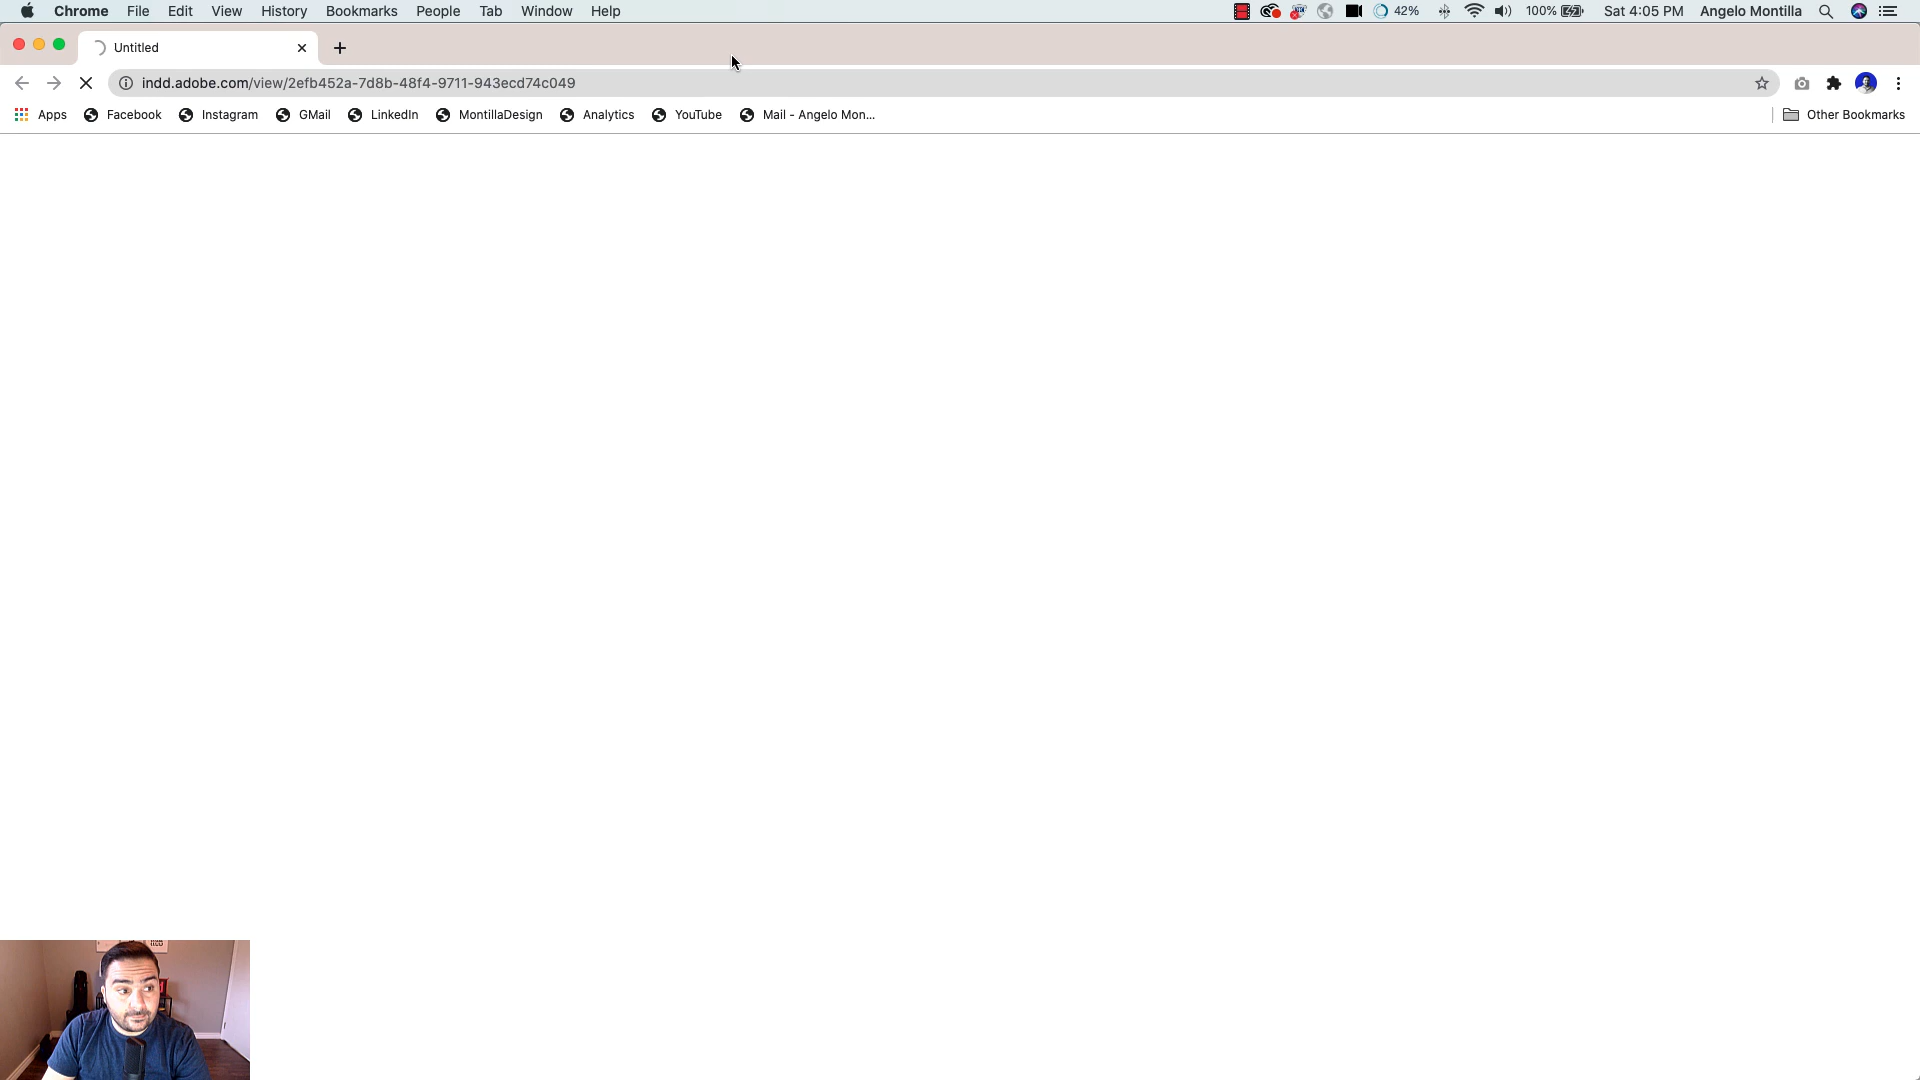 Chrome File Edit View History Bookmarks People Tab Window Help 42% 100% Sat 4:05 PM Angelo Montilla
Untitled
indd.adobe.com/view/2efb452a-7d8b-48f4-9711-943ecd74c049
Apps Facebook Instagram GMail LinkedIn MontillaDesign Analytics YouTube Mail - Angelo Mon... Other Bookmarks